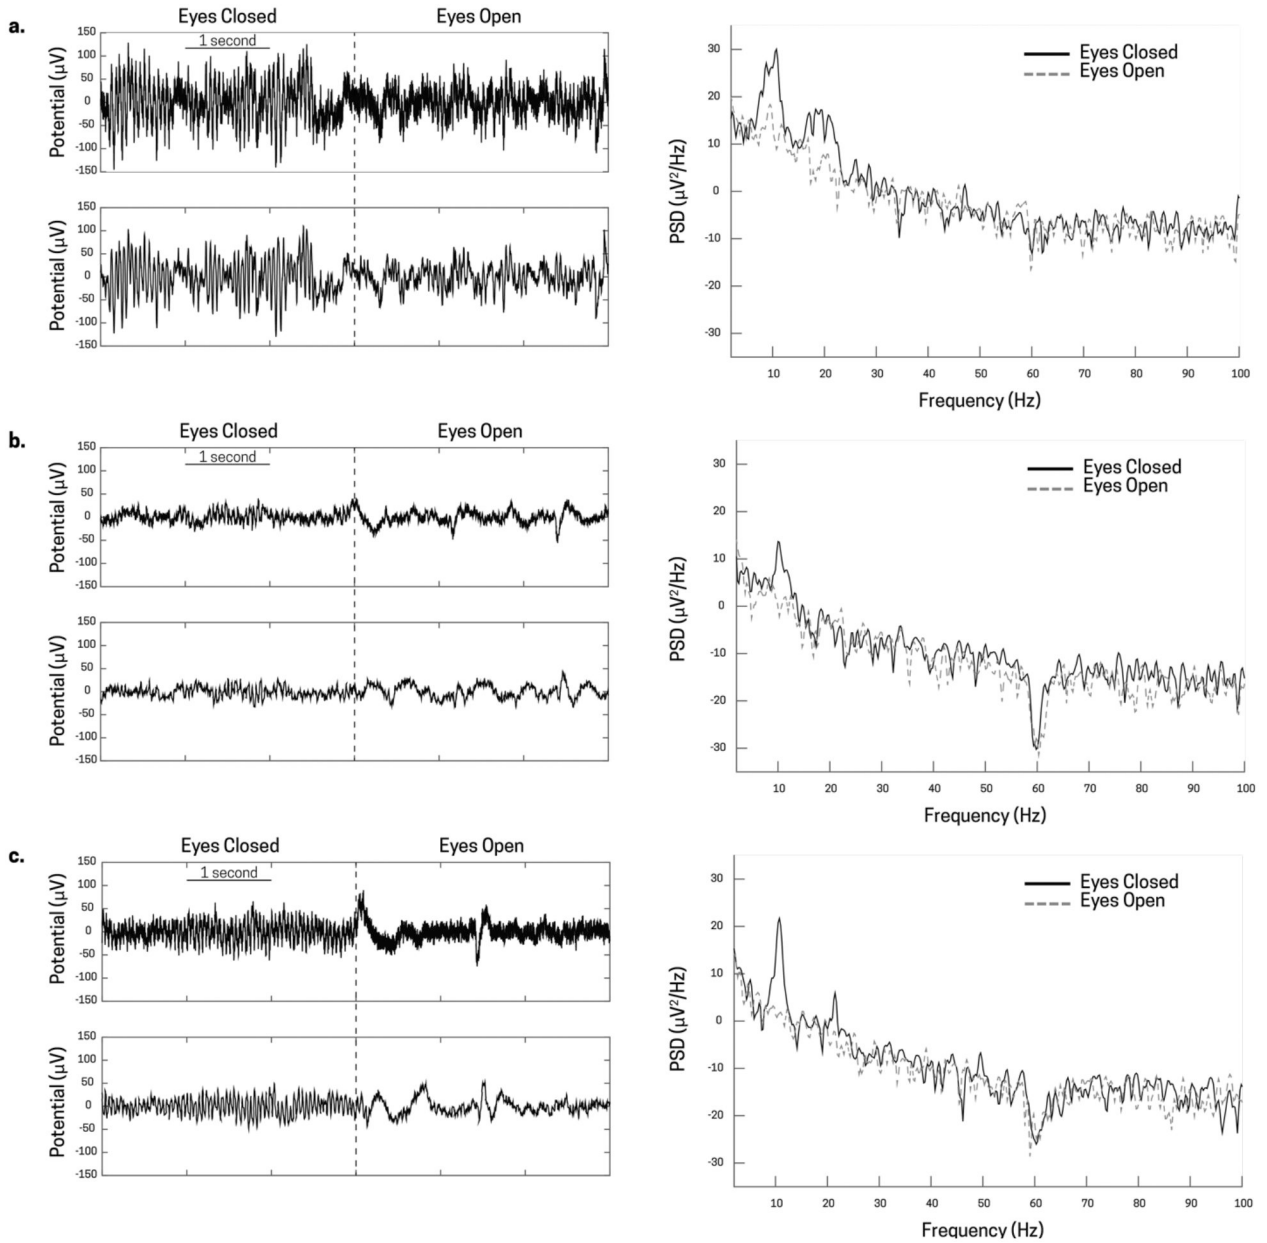 a.
Eyes Closed
Eyes Open
1 second
Potential (µV)
150
100
50
0
-50
-100
-150
Potential (µV)
150
100
50
0
-50
-100
-150
Eyes Closed
Eyes Open
PSD (µV²/Hz)
30
20
10
0
-10
-20
-30
10 20 30 40 50 60 70 80 90 100
Frequency (Hz)
b.
Eyes Closed
Eyes Open
1 second
Potential (µV)
150
100
50
0
-50
-100
-150
Potential (µV)
150
100
50
0
-50
-100
-150
Eyes Closed
Eyes Open
PSD (µV²/Hz)
30
20
10
0
-10
-20
-30
10 20 30 40 50 60 70 80 90 100
Frequency (Hz)
c.
Eyes Closed
Eyes Open
1 second
Potential (µV)
150
100
50
0
-50
-100
-150
Potential (µV)
150
100
50
0
-50
-100
-150
Eyes Closed
Eyes Open
PSD (µV²/Hz)
30
20
10
0
-10
-20
-30
10 20 30 40 50 60 70 80 90 100
Frequency (Hz)